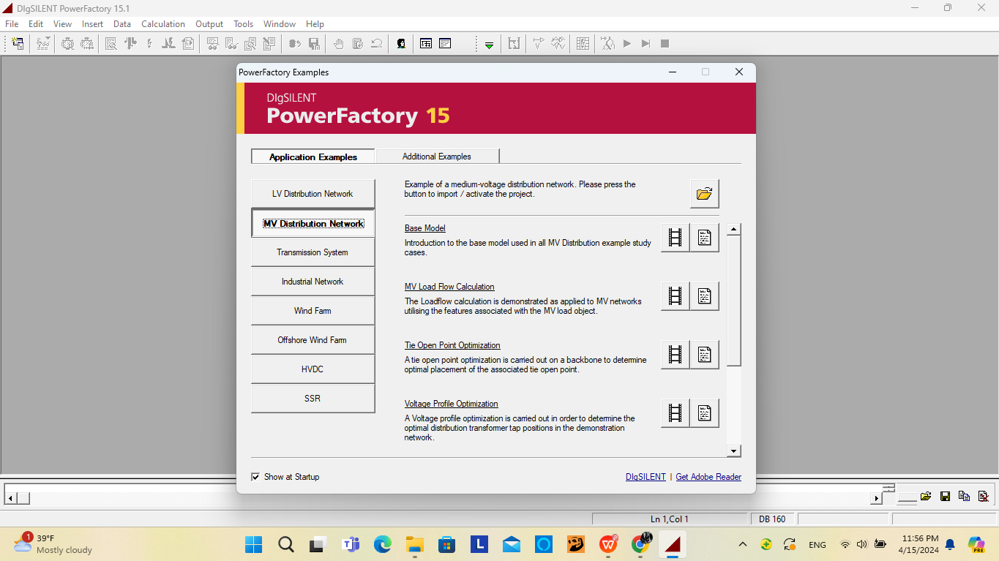 DIgSILENT PowerFactory 15.1
File Edit View Insert Data Calculation Output Tools Window Help
PowerFactory Examples
DIgSILENT
PowerFactory 15
Application Examples
Additional Examples
LV Distribution Network
MV Distribution Network
Transmission System
Industrial Network
Wind Farm
Offshore Wind Farm
HVDC
SSR
Example of a medium-voltage distribution network. Please press the
button to import / activate the project.
Base Model
Introduction to the base model used in all MV Distribution example study
cases.
MV Load Flow Calculation
The Loadflow calculation is demonstrated as applied to MV networks
utilising the features associated with the MV load object.
Tie Open Point Optimization
A tie open point optimization is carried out on a backbone to determine
optimal placement of the associated tie open point.
Voltage Profile Optimization
A Voltage profile optimization is carried out in order to determine the
optimal distribution transformer tap positions in the demonstration
network.
Show at Startup
DIgSILENT | Get Adobe Reader
Ln 1,Col 1
DB 160
1
39°F
Mostly cloudy
L
W
ENG
11:56 PM
4/15/2024
PRE